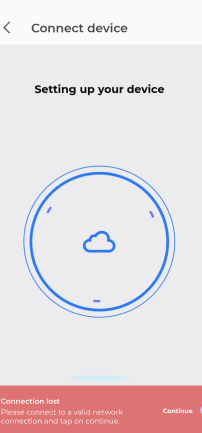 Connect device
Setting up your device
Connection lost
Please connect to a valid network
connection and tap on continue.
Continue